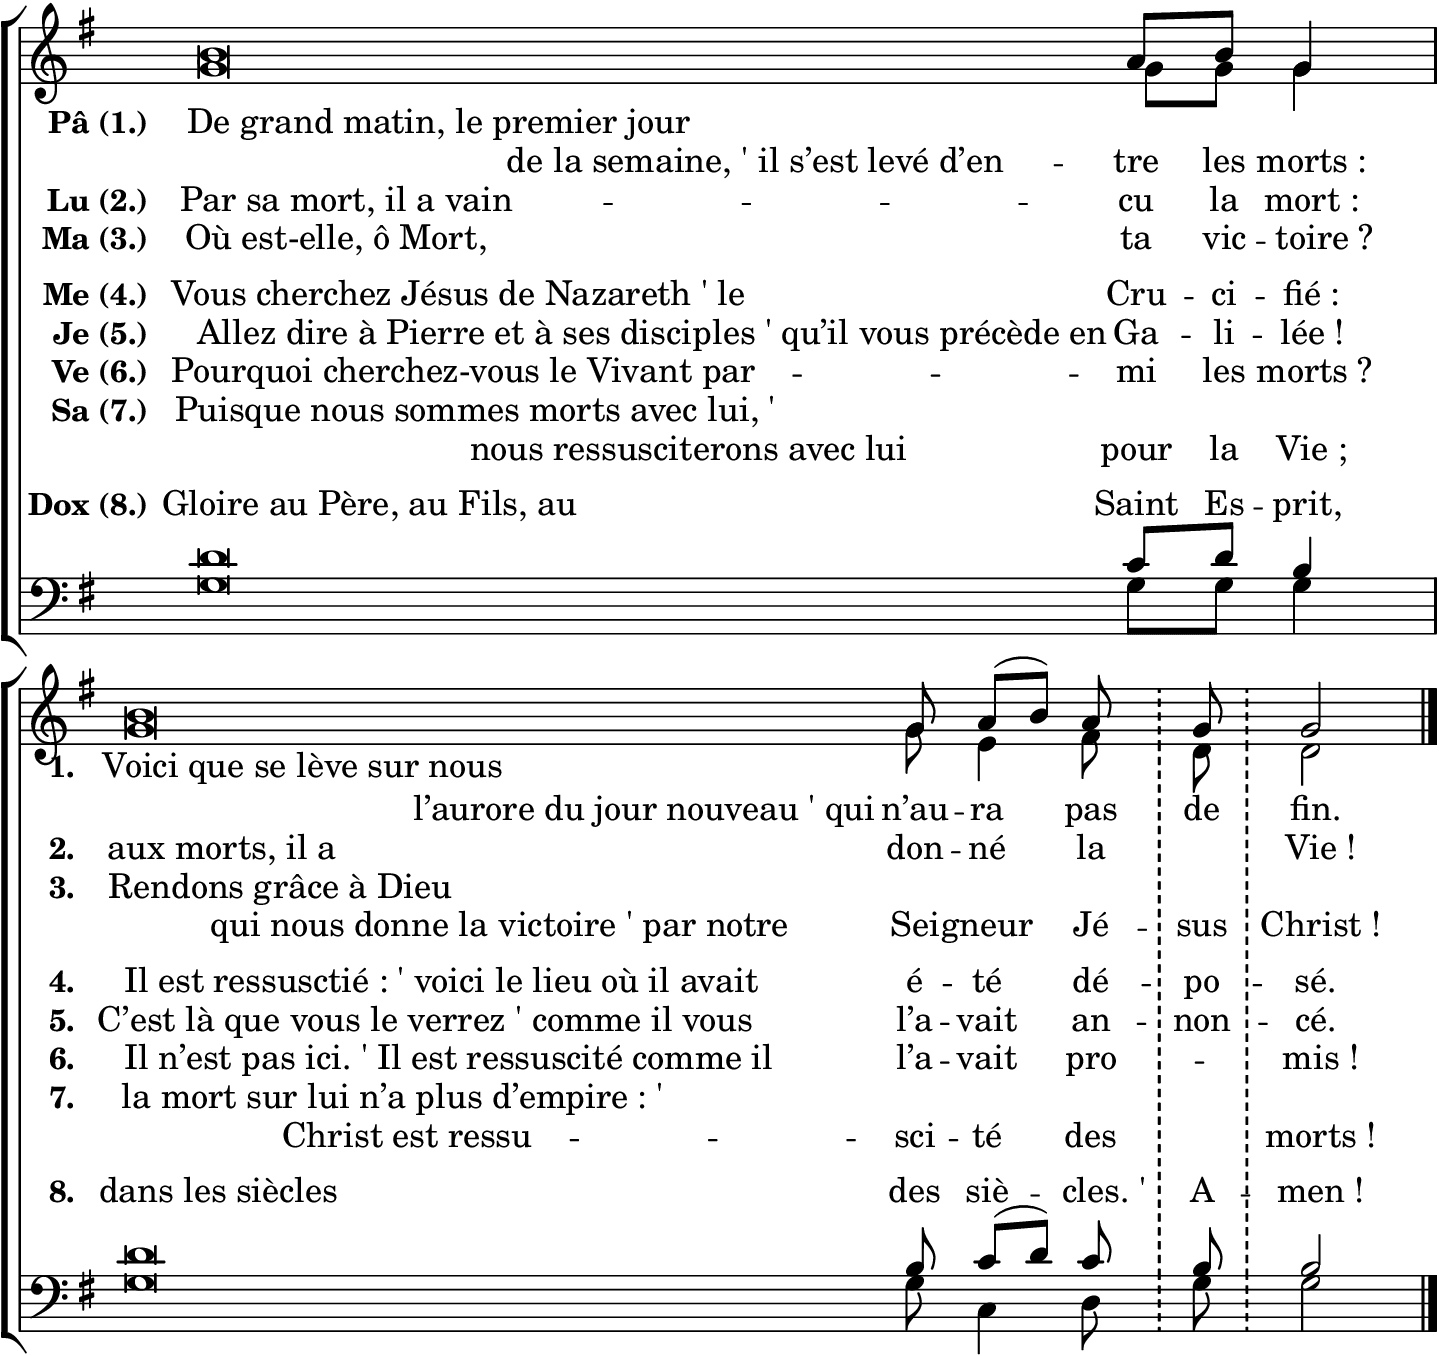 Pâ (1.) De grand matin, le premier jour
de la semaine, ' il s’est levé d’en -- tre les morts :
Lu (2.) Par sa mort, il a vain -- -- -- -- cu la mort :
Ma (3.) Où est-elle, ô Mort, ta vic -- toire ?
Me (4.) Vous cherchez Jésus de Nazareth ' le Cru -- ci -- fié :
Je (5.) Allez dire à Pierre et à ses disciples ' qu’il vous précède en Ga -- li -- lée !
Ve (6.) Pourquoi cherchez-vous le Vivant par -- -- -- mi les morts ?
Sa (7.) Puisque nous sommes morts avec lui, '
nous ressusciterons avec lui pour la Vie ;
Dox (8.) Gloire au Père, au Fils, au Saint Es -- prit,
1. Voici que se lève sur nous
l’aurore du jour nouveau ' qui n’au -- ra pas de fin.
2. aux morts, il a don -- né la Vie !
3. Rendons grâce à Dieu
qui nous donne la victoire ' par notre Seigneur Jé -- sus Christ !
4. Il est ressusctié : ' voici le lieu où il avait é -- té dé -- po -- sé.
5. C’est là que vous le verrez ' comme il vous l’a -- vait an -- non -- cé.
6. Il n’est pas ici. ' Il est ressuscité comme il l’a -- vait pro -- mis !
7. la mort sur lui n’a plus d’empire : '
Christ est ressu -- -- -- sci -- té des morts !
8. dans les siècles des siè -- cles. ' A -- men !